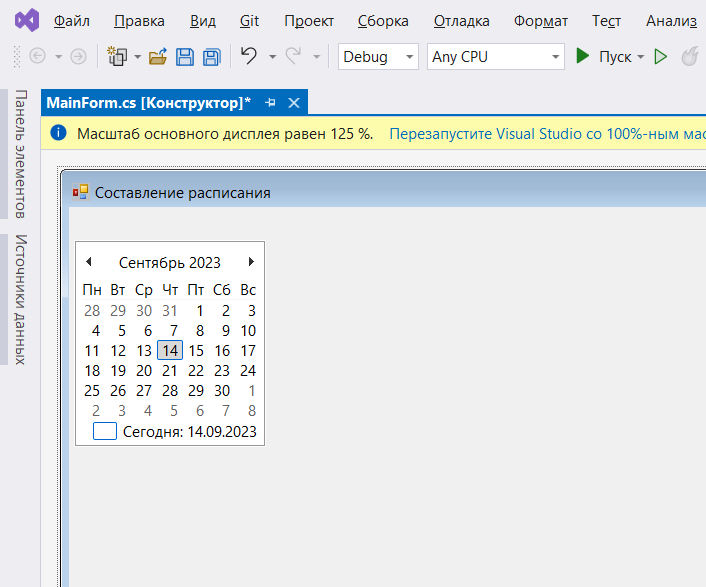 Файл Правка Вид Git Проект Сборка Отладка Формат Тест Анализ
Debug Any CPU Пуск
Панель элементов
Источники данных
MainForm.cs [Конструктор]*
Масштаб основного дисплея равен 125 %. Перезапустите Visual Studio со 100%-ным мас
Составление расписания
Сентябрь 2023
Пн Вт Ср Чт Пт Сб Вс
28 29 30 31 1 2 3
4 5 6 7 8 9 10
11 12 13 14 15 16 17
18 19 20 21 22 23 24
25 26 27 28 29 30 1
2 3 4 5 6 7 8
Сегодня: 14.09.2023